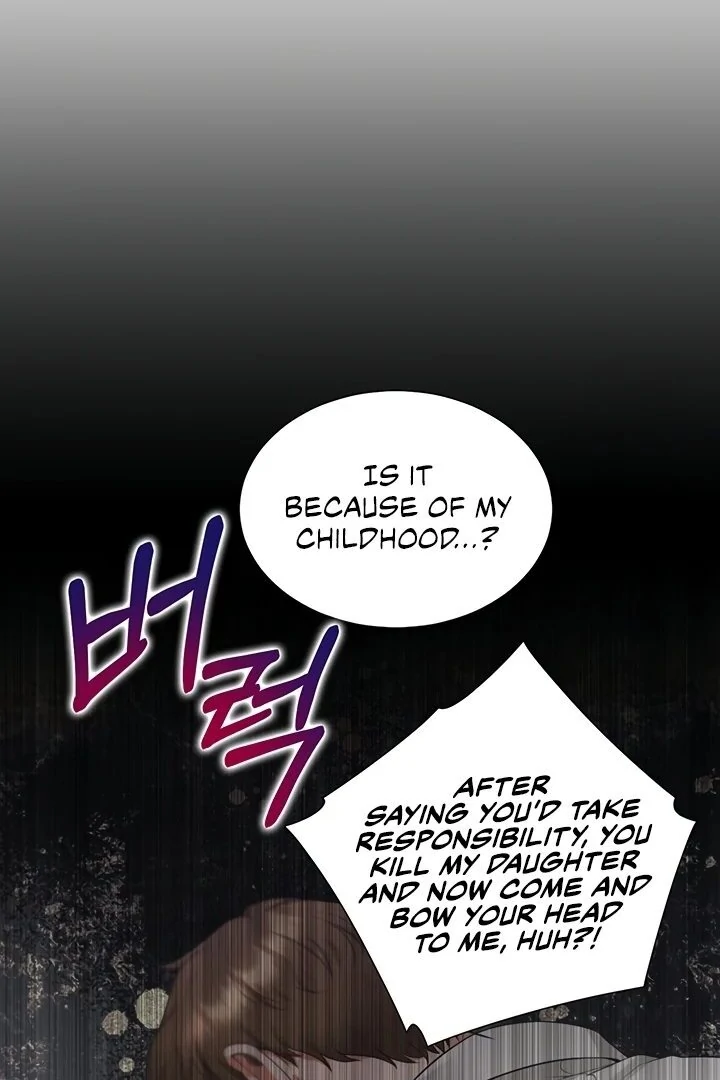 IS IT
BECAUSE OF MY
CHILDHOOD...?
버럭
AFTER
SAYING YOU'D TAKE
RESPONSIBILITY, YOU
KILL MY DAUGHTER
AND NOW COME AND
BOW YOUR HEAD
TO ME, HUH?!